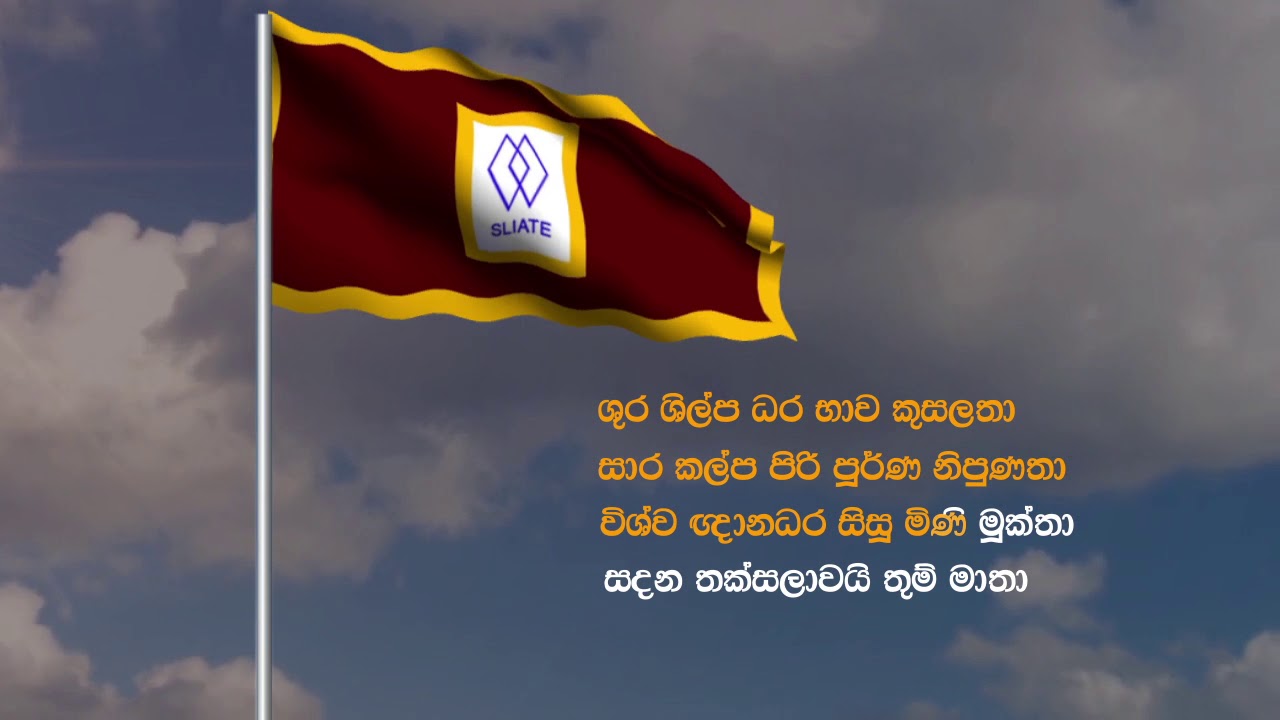 SLIATE
ශුර ශිල්ප ධර භාව කුසලතා
සාර කල්ප පිරි පූර්ණ නිපුණතා
විශ්ව ඥානධර සිසු මිණි මූක්තා
සදන තක්සලාවයි තුම් මාතා